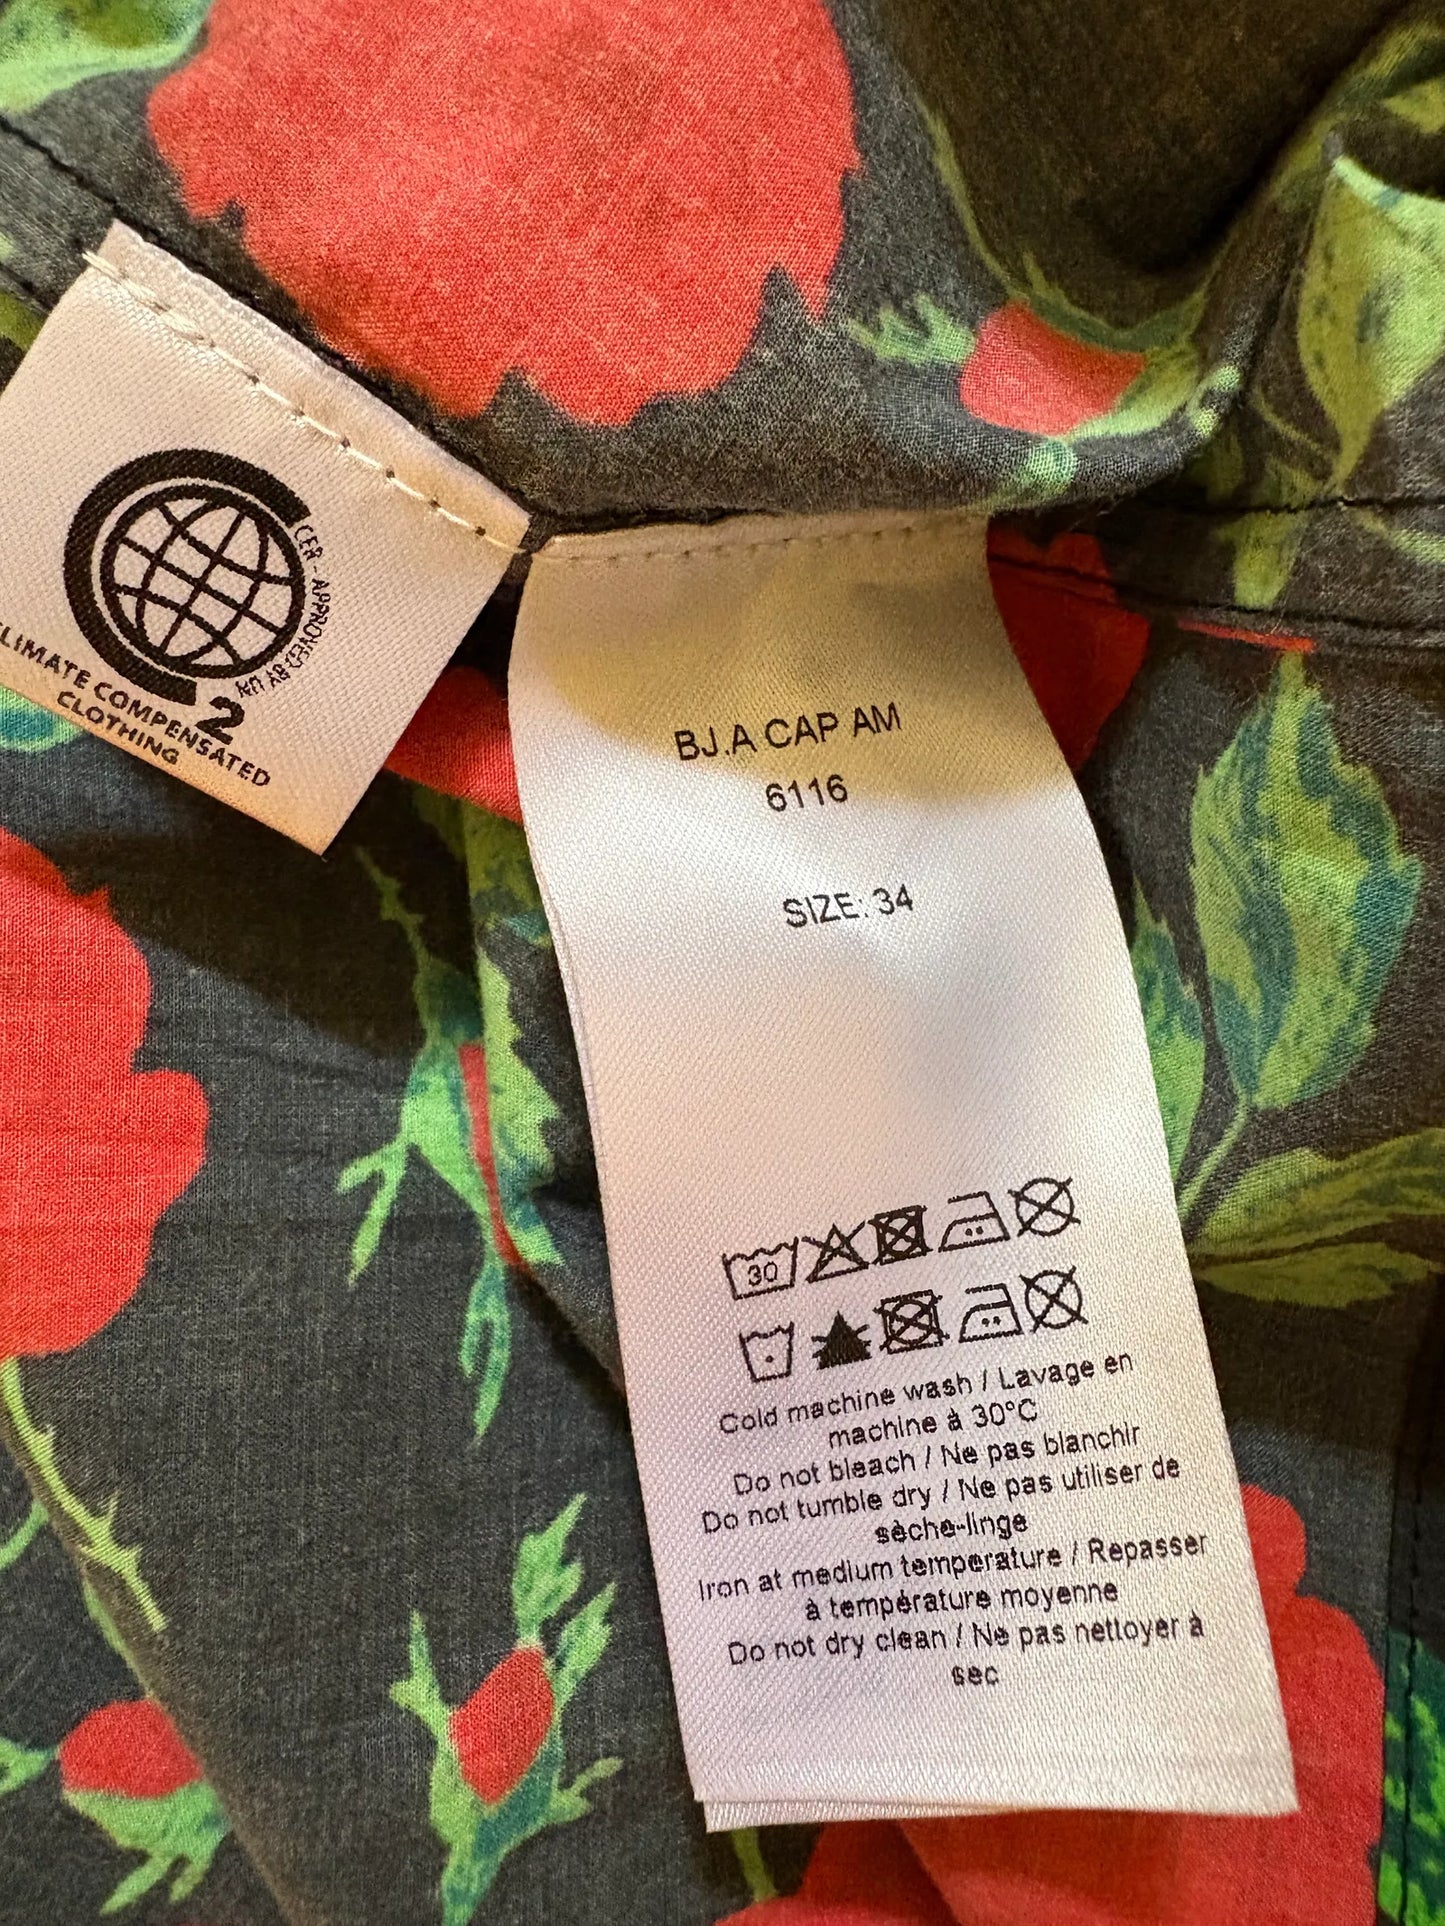 CER - APPROVED BY UN
2
CLIMATE COMPENSATED
CLOTHING
BJ.A CAP AM
6116
SIZE: 34
30
Cold machine wash / Lavage en
machine à 30°C
Do not bleach / Ne pas blanchir
Do not tumble dry / Ne pas utiliser de
sèche-linge
Iron at medium temperature / Repasser
à température moyenne
Do not dry clean / Ne pas nettoyer à
sec